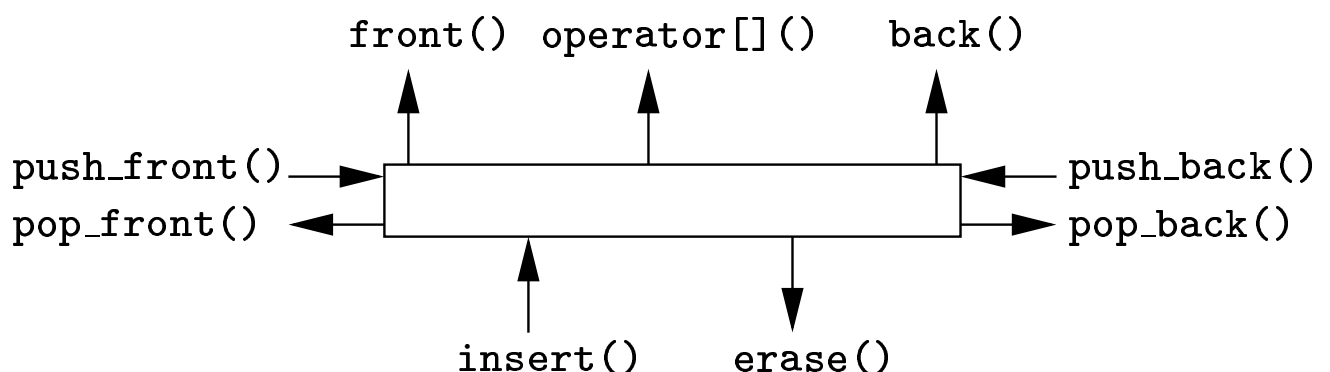 front() operator[]() back()
push_front() push_back()
pop_front() pop_back()
insert() erase()